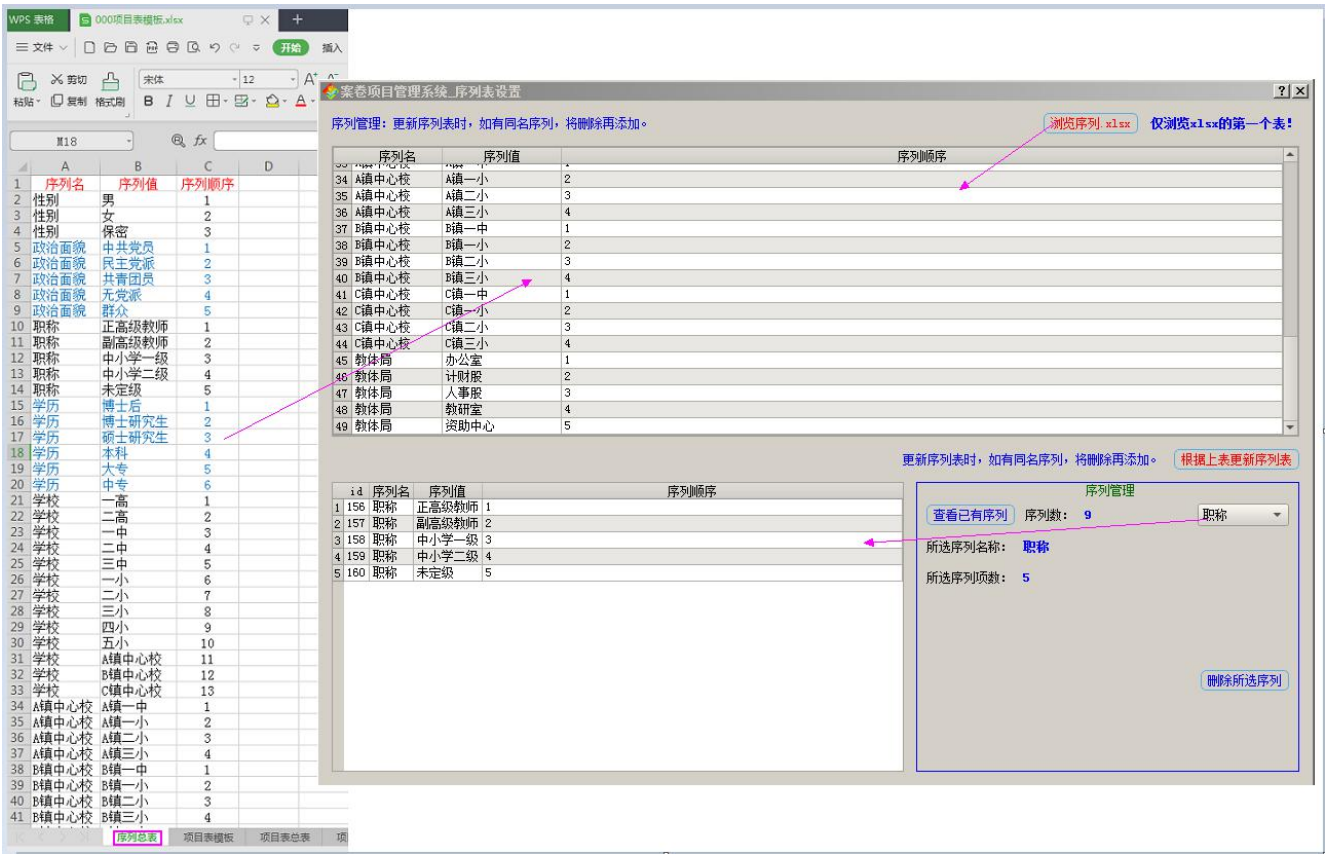 WPS 表格 000项目表模板.xlsx
文件 开始 插入
粘贴 剪切 复制 格式刷 宋体 12 A+
B I U A
M18 fx
A B C D
1 序列名 序列值 序列顺序
2 性别 男 1
3 性别 女 2
4 性别 保密 3
5 政治面貌 中共党员 1
6 政治面貌 民主党派 2
7 政治面貌 共青团员 3
8 政治面貌 无党派 4
9 政治面貌 群众 5
10 职称 正高级教师 1
11 职称 副高级教师 2
12 职称 中小学一级 3
13 职称 中小学二级 4
14 职称 未定级 5
15 学历 博士后 1
16 学历 博士研究生 2
17 学历 硕士研究生 3
18 学历 本科 4
19 学历 大专 5
20 学历 中专 6
21 学校 一高 1
22 学校 二高 2
23 学校 一中 3
24 学校 二中 4
25 学校 三中 5
26 学校 一小 6
27 学校 二小 7
28 学校 三小 8
29 学校 四小 9
30 学校 五小 10
31 学校 A镇中心校 11
32 学校 B镇中心校 12
33 学校 C镇中心校 13
34 A镇中心校 A镇一中 1
35 A镇中心校 A镇一小 2
36 A镇中心校 A镇二小 3
37 A镇中心校 A镇三小 4
38 B镇中心校 B镇一中 1
39 B镇中心校 B镇一小 2
40 B镇中心校 B镇二小 3
41 B镇中心校 B镇三小 4
序列总表 项目表模板 项目表总表 项
案卷项目管理系统_序列表设置
序列管理：更新序列表时，如有同名序列，将删除再添加。 浏览序列.xlsx 仅浏览xlsx的第一个表!
序列名 序列值 序列顺序
34 A镇中心校 A镇一小 2
35 A镇中心校 A镇二小 3
36 A镇中心校 A镇三小 4
37 B镇中心校 B镇一中 1
38 B镇中心校 B镇一小 2
39 B镇中心校 B镇二小 3
40 B镇中心校 B镇三小 4
41 C镇中心校 C镇一中 1
42 C镇中心校 C镇一小 2
43 C镇中心校 C镇二小 3
44 C镇中心校 C镇三小 4
45 教体局 办公室 1
46 教体局 计财股 2
47 教体局 人事股 3
48 教体局 教研室 4
49 教体局 资助中心 5
更新序列表时，如有同名序列，将删除再添加。 根据上表更新序列表
id 序列名 序列值 序列顺序
1 156 职称 正高级教师 1
2 157 职称 副高级教师 2
3 158 职称 中小学一级 3
4 159 职称 中小学二级 4
5 160 职称 未定级 5
序列管理
查看已有序列 序列数： 9 职称
所选序列名称： 职称
所选序列项数： 5
删除所选序列